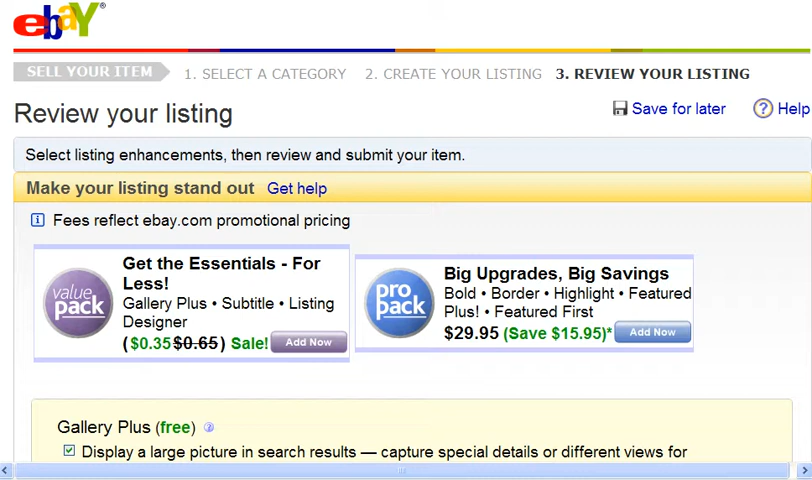 ebay®
SELL YOUR ITEM 1. SELECT A CATEGORY 2. CREATE YOUR LISTING 3. REVIEW YOUR LISTING
Review your listing
Save for later ? Help
Select listing enhancements, then review and submit your item.
Make your listing stand out Get help
i Fees reflect ebay.com promotional pricing
value pack
Get the Essentials - For
Less!
Gallery Plus • Subtitle • Listing
Designer
($0.35 $0.65) Sale! Add Now
pro pack
Big Upgrades, Big Savings
Bold • Border • Highlight • Featured
Plus! • Featured First
$29.95 (Save $15.95)* Add Now
Gallery Plus (free) ?
Display a large picture in search results — capture special details or different views for